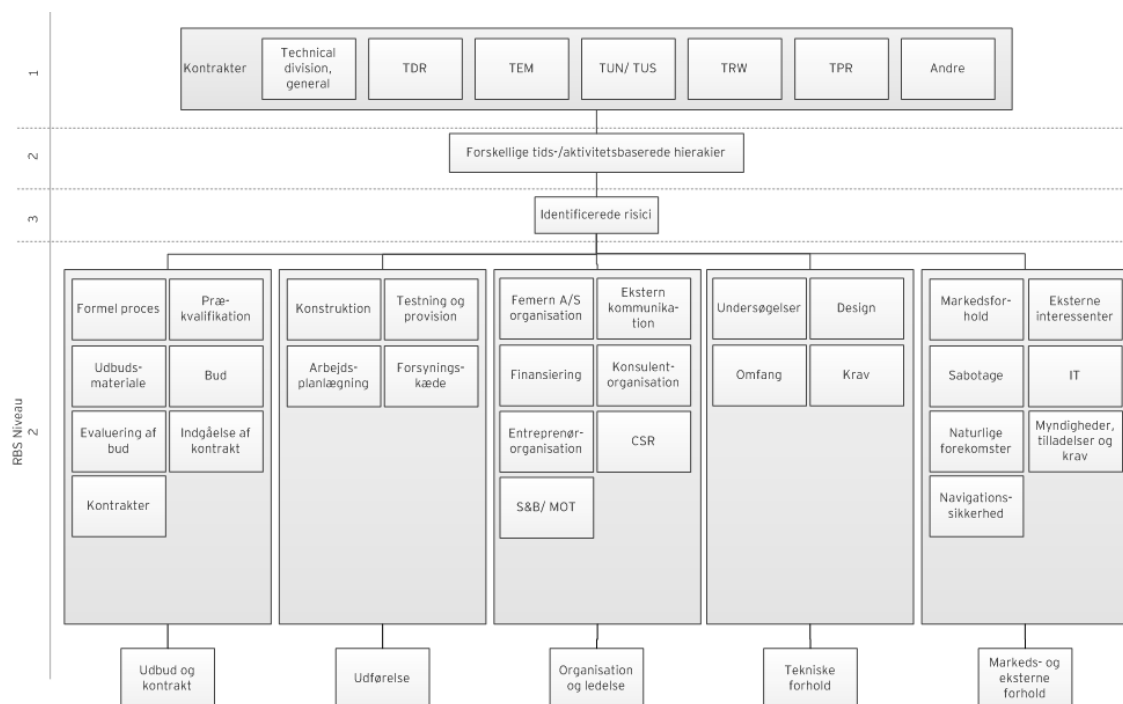 1
Kontrakter
Technical
division,
general
TDR
TEM
TUN/ TUS
TRW
TPR
Andre
2
Forskellige tids-/aktivitetsbaserede hierakier
3
Identificerede risici
RBS Niveau
2
Formel proces
Præ-
kvalifikation
Udbuds-
materiale
Bud
Evaluering af
bud
Indgåelse af
kontrakt
Kontrakter
Konstruktion
Testning og
provision
Arbejds-
planlægning
Forsynings-
kæde
Femern A/S
organisation
Ekstern
kommunika-
tion
Finansiering
Konsulent-
organisation
Entreprenør-
organisation
CSR
S&B/ MOT
Undersøgelser
Design
Omfang
Krav
Markedsfor-
hold
Eksterne
interessenter
Sabotage
IT
Naturlige
forekomster
Myndigheder,
tilladelser og
krav
Navigations-
sikkerhed
Udbud og
kontrakt
Udførelse
Organisation
og ledelse
Tekniske
forhold
Markeds- og
eksterne
forhold